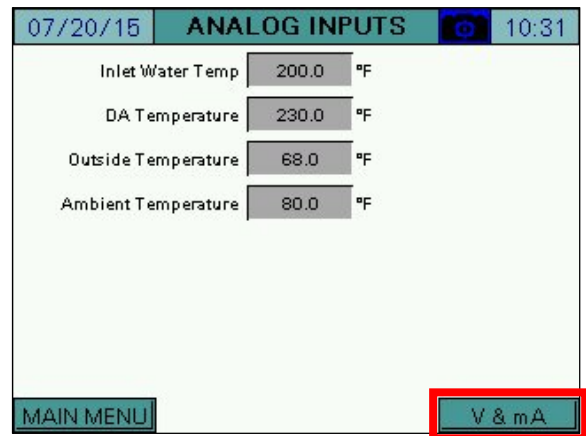 07/20/15 ANALOG INPUTS 10:31
Inlet Water Temp 200.0 °F
DA Temperature 230.0 °F
Outside Temperature 68.0 °F
Ambient Temperature 80.0 °F
MAIN MENU V & mA